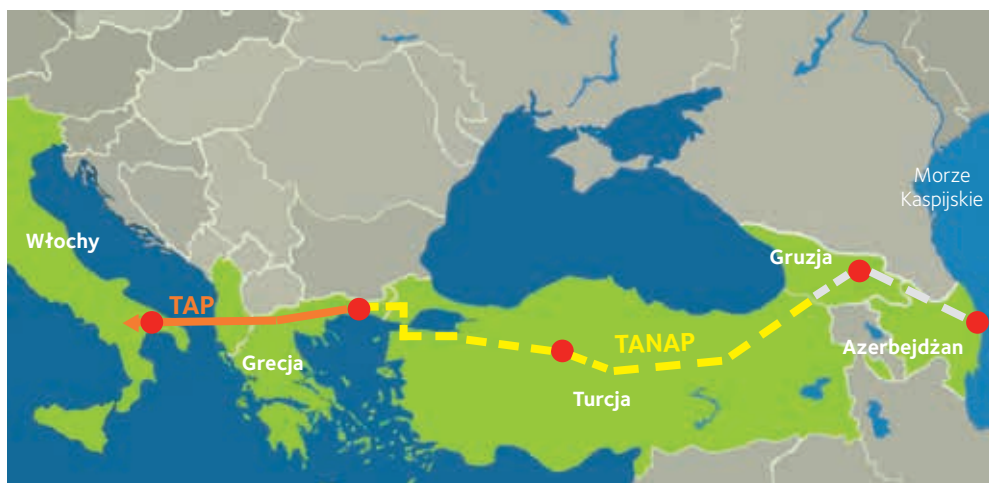 Morze
Kaspijskie
Włochy
Gruzja
TAP
TANAP
Azerbejdżan
Grecja
Turcja